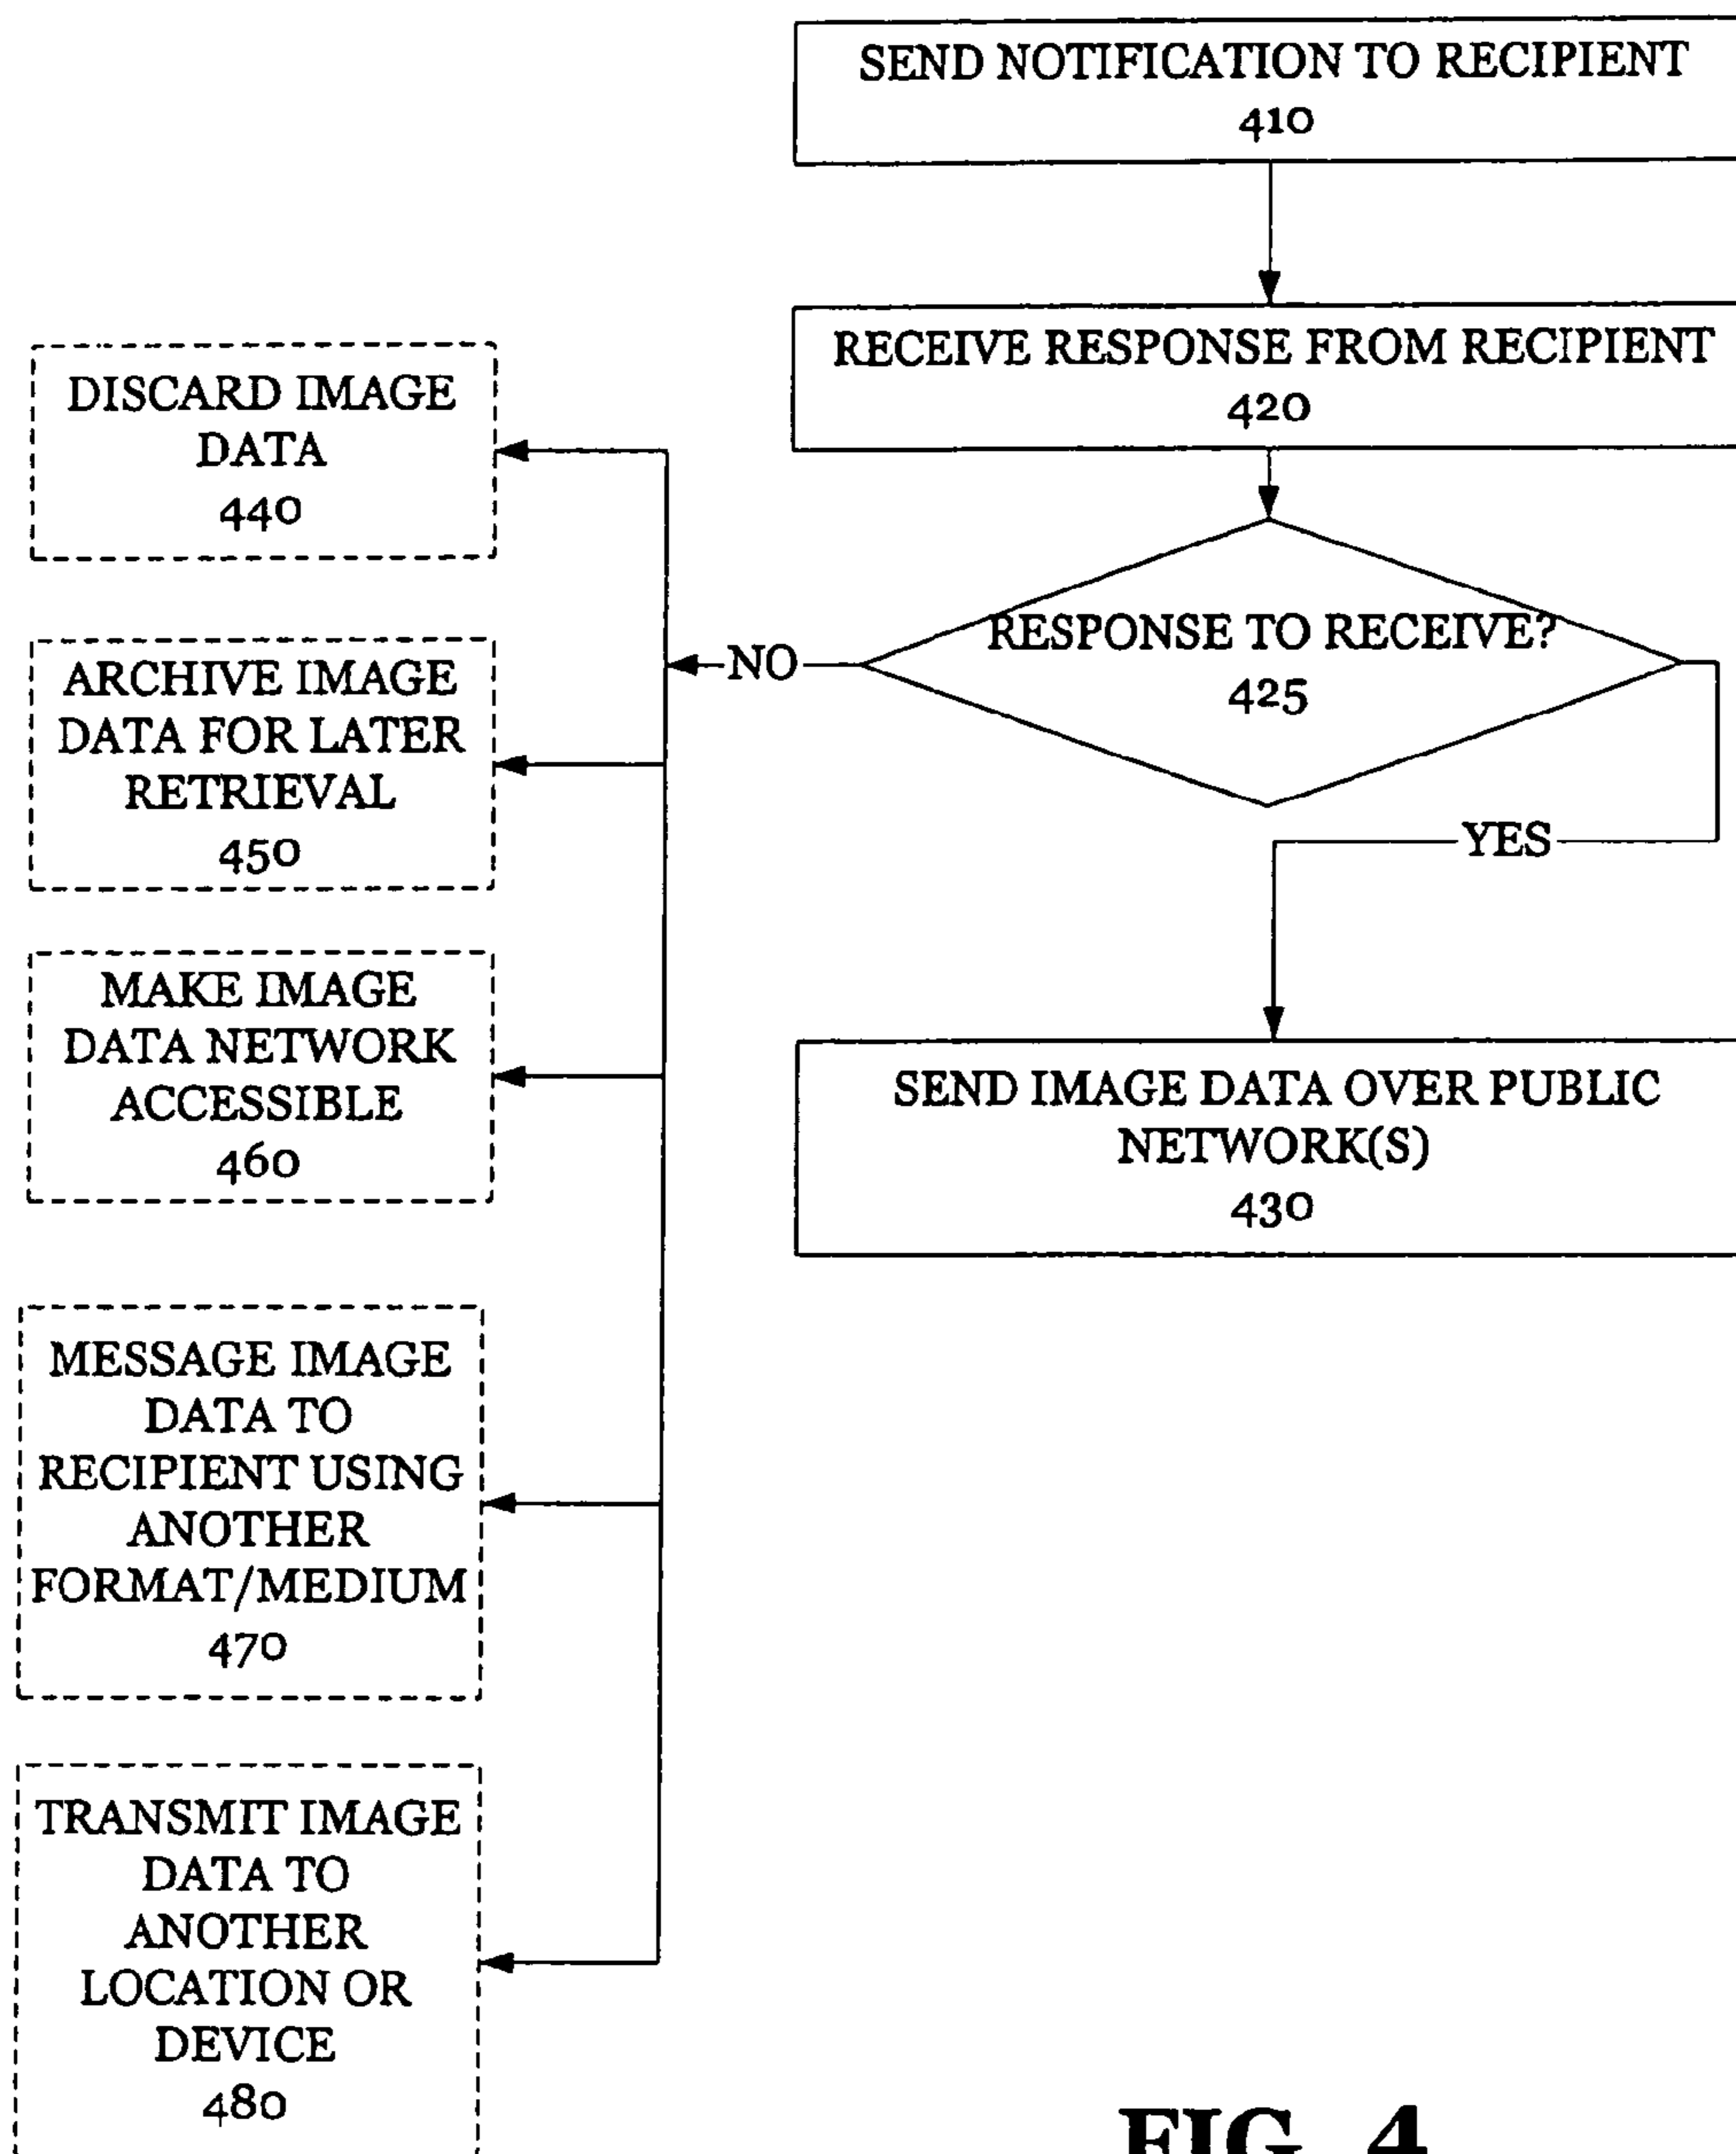 SEND NOTIFICATION TO RECIPIENT
410
RECEIVE RESPONSE FROM RECIPIENT
420
RESPONSE TO RECEIVE?
425
NO
YES
SEND IMAGE DATA OVER PUBLIC
NETWORK(S)
430
DISCARD IMAGE
DATA
440
ARCHIVE IMAGE
DATA FOR LATER
RETRIEVAL
450
MAKE IMAGE
DATA NETWORK
ACCESSIBLE
460
MESSAGE IMAGE
DATA TO
RECIPIENT USING
ANOTHER
FORMAT/MEDIUM
470
TRANSMIT IMAGE
DATA TO
ANOTHER
LOCATION OR
DEVICE
480
FIG. 4